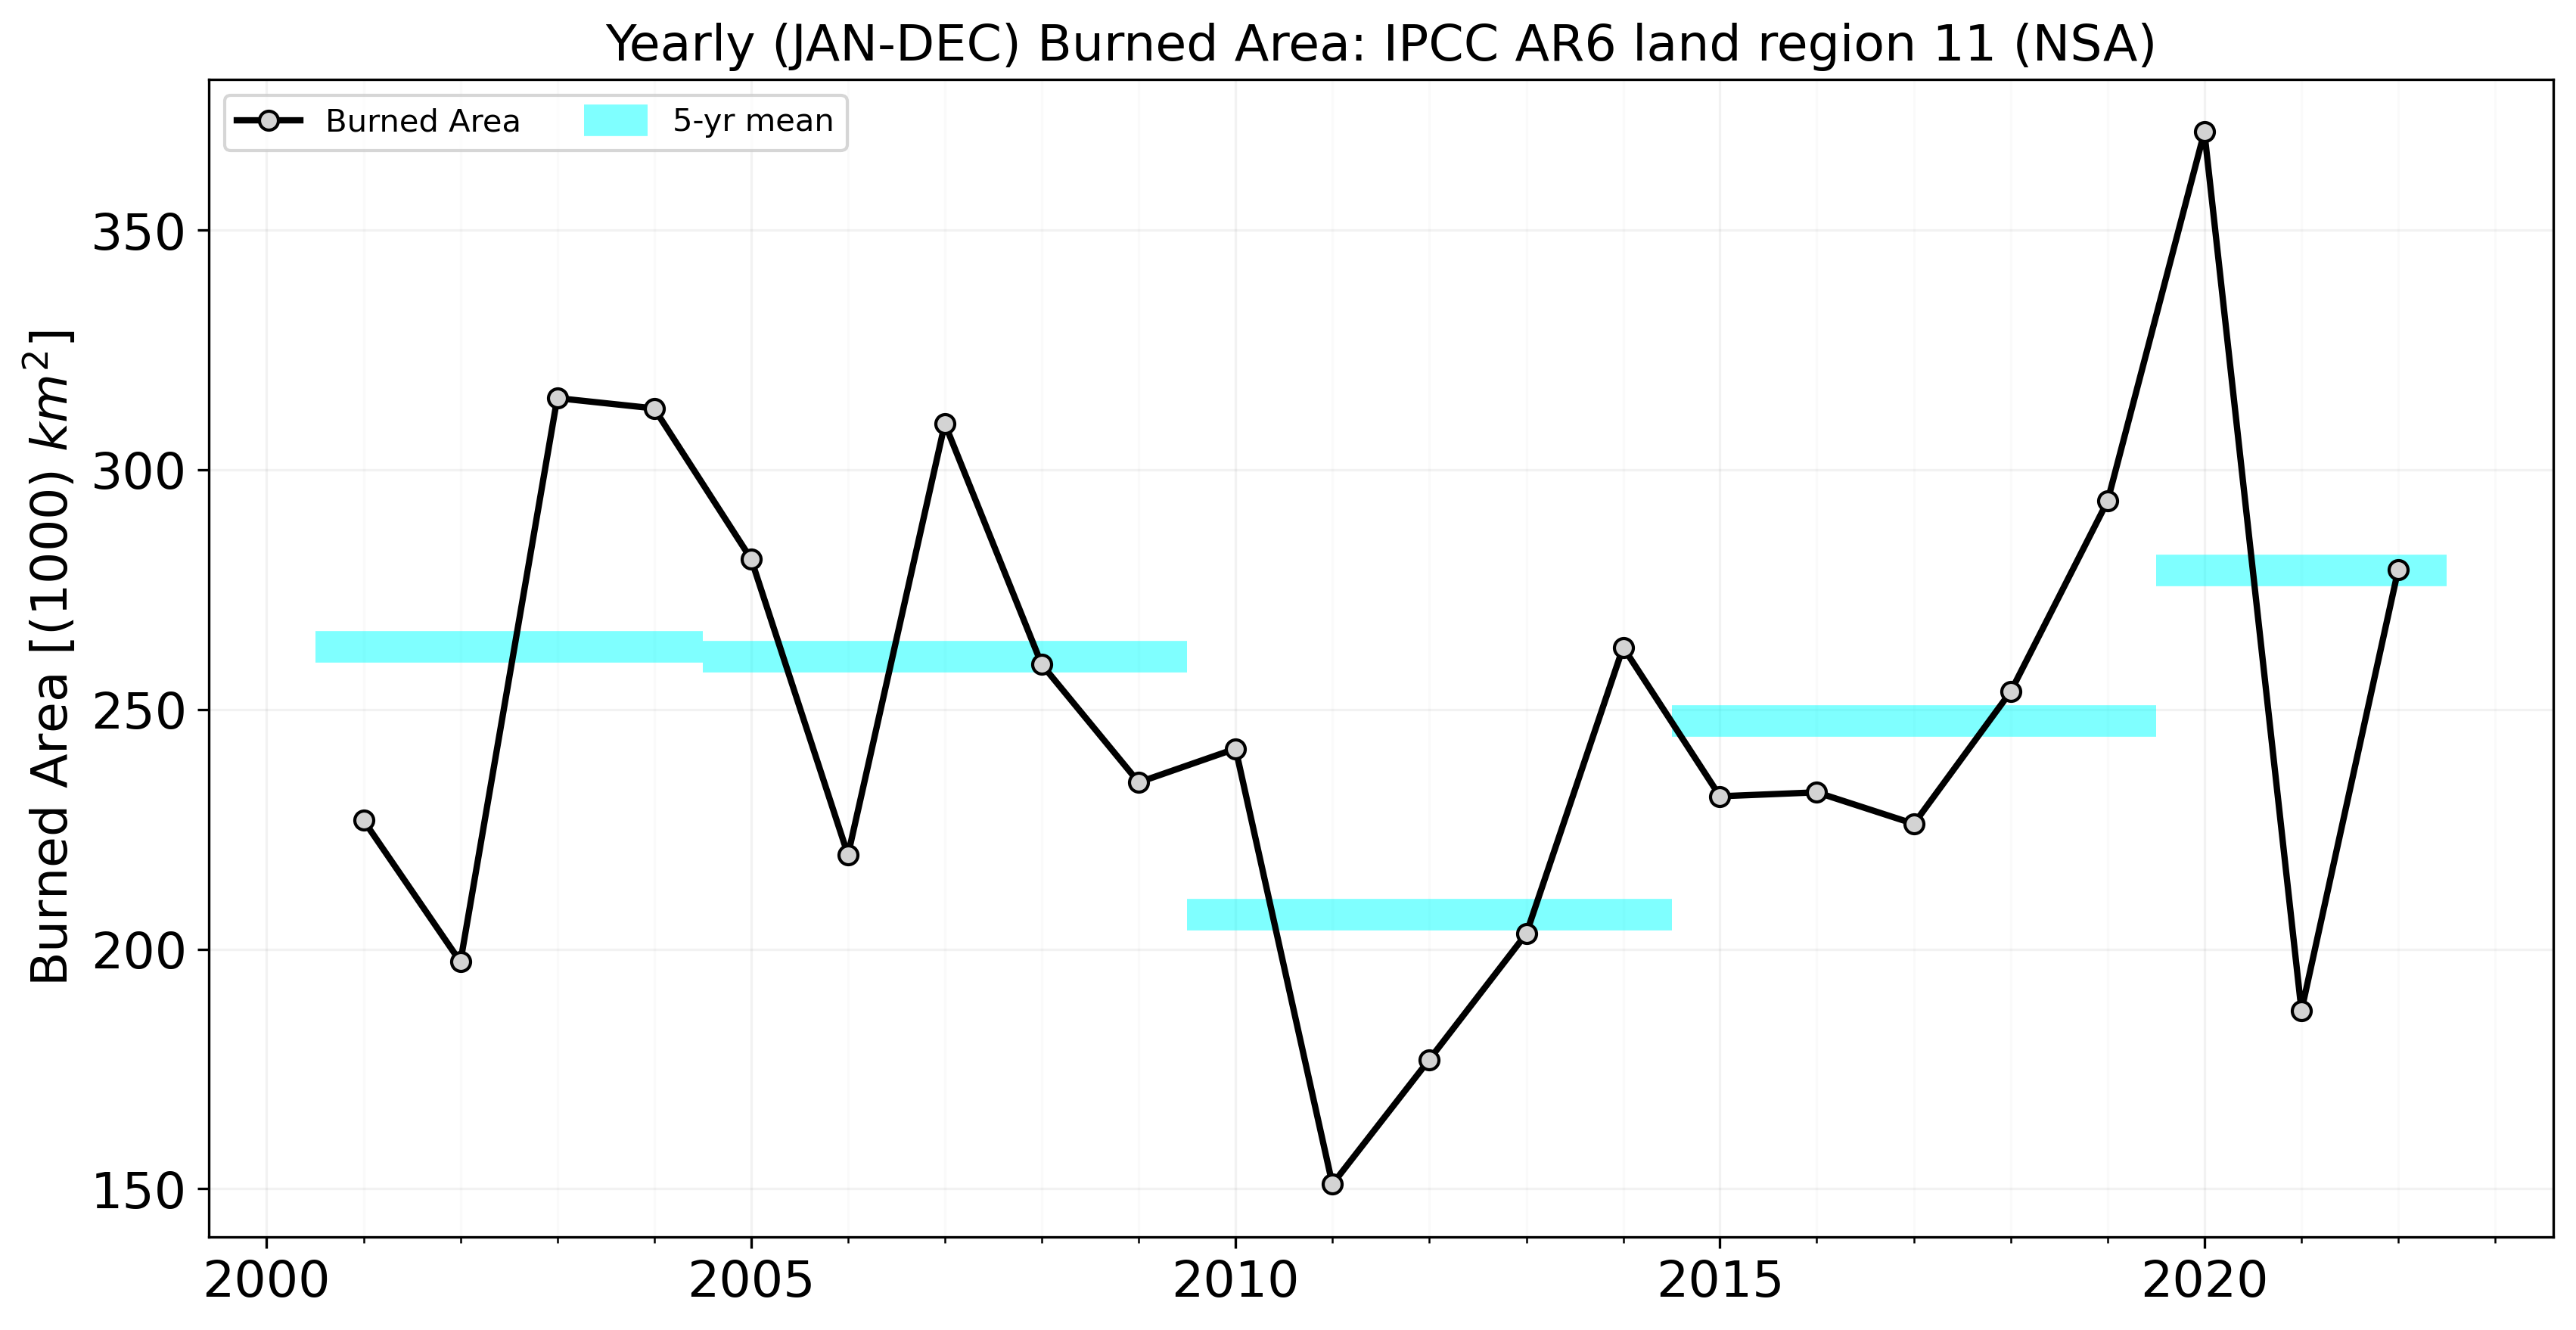 Yearly (JAN-DEC) Burned Area: IPCC AR6 land region 11 (NSA)
Burned Area
5-yr mean
Burned Area [(1000) km²]
350
300
250
200
150
2000
2005
2010
2015
2020